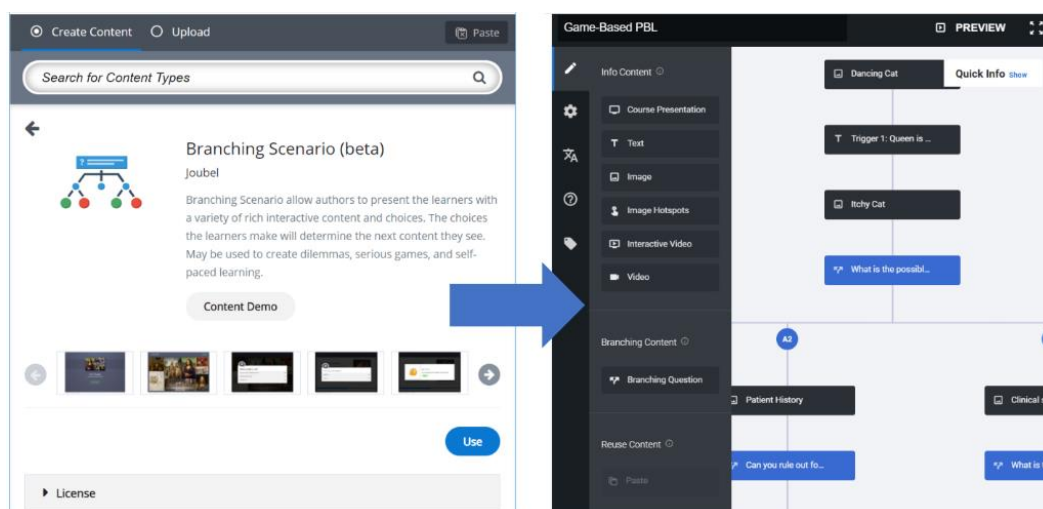 Create Content
Upload
Paste
Search for Content Types
Branching Scenario (beta)
Joubel
Branching Scenario allow authors to present the learners with
a variety of rich interactive content and choices. The choices
the learners make will determine the next content they see.
May be used to create dilemmas, serious games, and self-
paced learning.
Content Demo
Use
License
Game-Based PBL
PREVIEW
Info Content
Course Presentation
Text
Image
Image Hotspots
Interactive Video
Video
Branching Content
Branching Question
Reuse Content
Paste
Dancing Cat
Quick Info Show
T Trigger 1: Queen is ...
Itchy Cat
What is the possibl...
A2
Patient History
Clinical s
Can you rule out fo...
What is